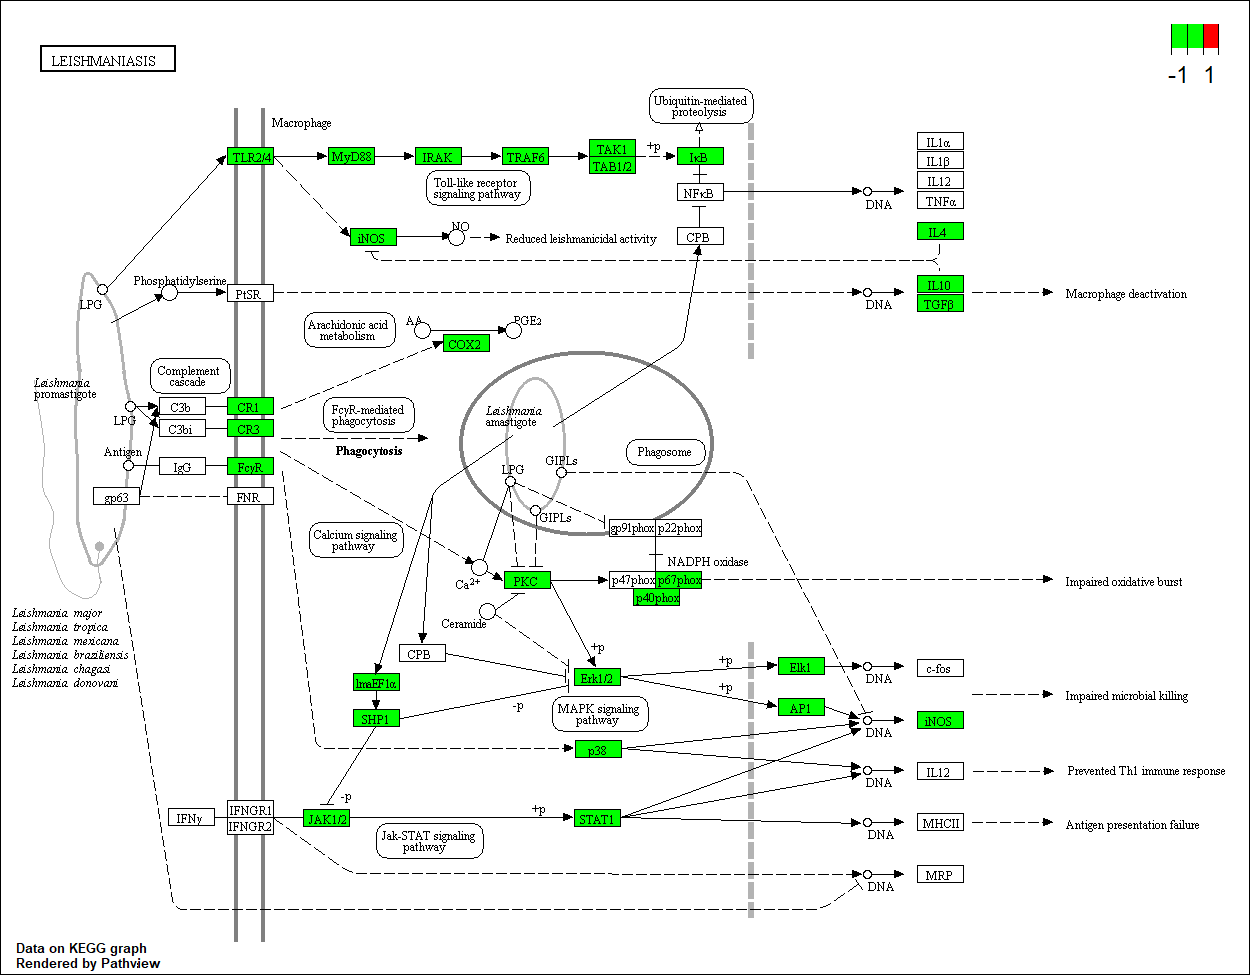 LEISHMANIASIS
-1 1
Macrophage
Ubiquitin-mediated
proteolysis
TLR2/4
MyD88
IRAK
TRAF6
TAK1
TAB1/2
+p
IκB
Toll-like receptor
signaling pathway
NFκB
DNA
IL1α
IL1β
IL12
TNFα
iNOS
NO
Reduced leishmanicidal activity
CPB
IL4
Phosphatidylserine
LPG
PtSR
DNA
IL10
TGFβ
Macrophage deactivation
Arachidonic acid
metabolism
AA
PGE2
COX2
Leishmania
promastigote
Complement
cascade
LPG
C3b
C3bi
CR1
CR3
FcγR-mediated
phagocytosis
Phagocytosis
Leishmania
amastigote
Phagosome
Antigen
IgG
FcγR
gp63
FNR
LPG
GIPLs
GIPLs
gp91phox
p22phox
NADPH oxidase
p47phox
p67phox
p40phox
Impaired oxidative burst
Calcium signaling
pathway
Ca2+
PKC
Ceramide
Leishmania major
Leishmania tropica
Leishmania mexicana
Leishmania braziliensis
Leishmania chagasi
Leishmania donovani
CPB
lmaEF1α
SHP1
-p
+p
Erk1/2
+p
+p
Elk1
DNA
c-fos
MAPK signaling
pathway
AP1
DNA
iNOS
Impaired microbial killing
p38
DNA
IL12
Prevented Th1 immune response
IFNγ
IFNGR1
IFNGR2
-p
JAK1/2
+p
STAT1
DNA
MHCII
Antigen presentation failure
Jak-STAT signaling
pathway
DNA
MRP
Data on KEGG graph
Rendered by Pathview